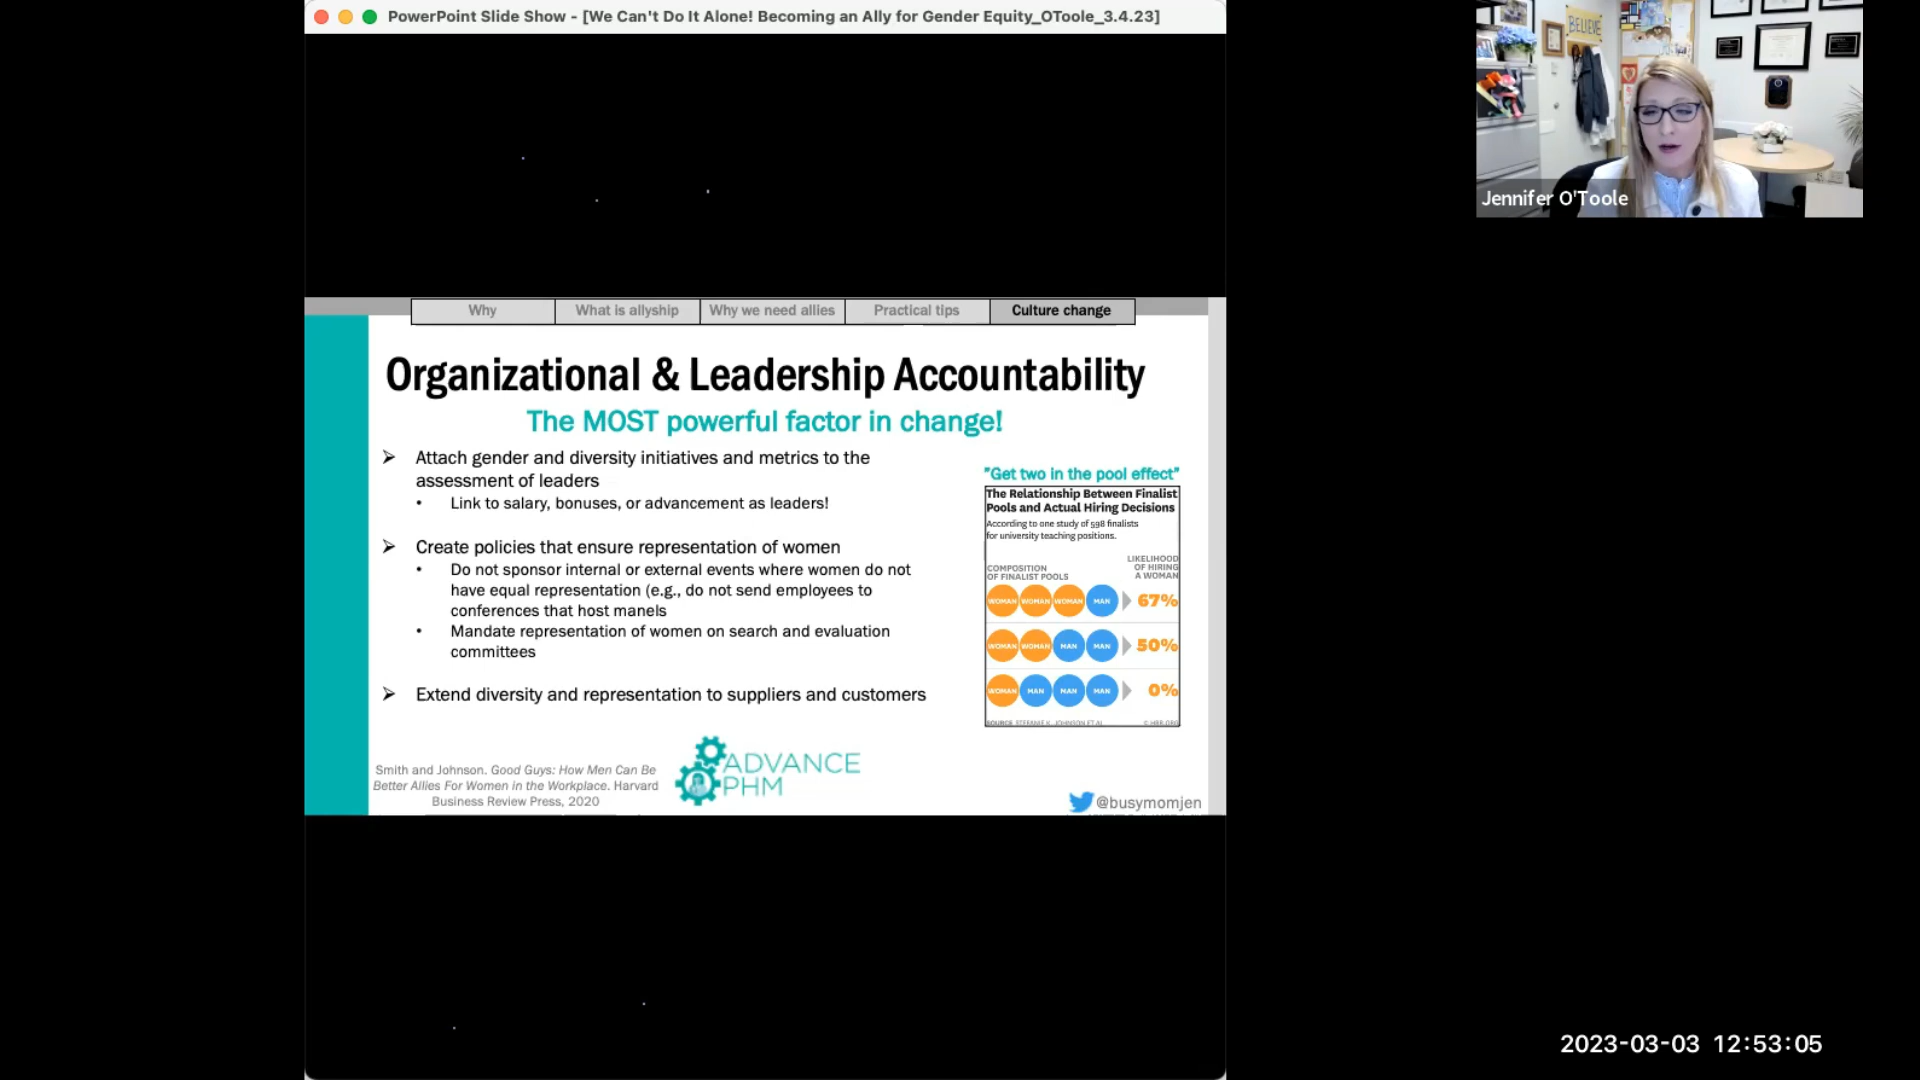 PowerPoint Slide Show - [We Can't Do It Alone! Becoming an Ally for Gender Equity_OToole_3.4.23]
BELIEVE
Jennifer O'Toole
Why
What is allyship
Why we need allies
Practical tips
Culture change
Organizational & Leadership Accountability
The MOST powerful factor in change!
➢ Attach gender and diversity initiatives and metrics to the
assessment of leaders
• Link to salary, bonuses, or advancement as leaders!
➢ Create policies that ensure representation of women
• Do not sponsor internal or external events where women do not
have equal representation (e.g., do not send employees to
conferences that host manels
• Mandate representation of women on search and evaluation
committees
➢ Extend diversity and representation to suppliers and customers
"Get two in the pool effect"
The Relationship Between Finalist
Pools and Actual Hiring Decisions
According to one study of 598 finalists
for university teaching positions.
COMPOSITION
OF FINALIST POOLS
LIKELIHOOD
OF HIRING
A WOMAN
WOMAN WOMAN WOMAN MAN 67%
WOMAN WOMAN MAN MAN 50%
WOMAN MAN MAN MAN 0%
SOURCE STEFANIE K. JOHNSON ET AL.
© HBR.ORG
Smith and Johnson. Good Guys: How Men Can Be
Better Allies For Women in the Workplace. Harvard
Business Review Press, 2020
ADVANCE
PHM
@busymomjen
2023-03-03 12:53:05